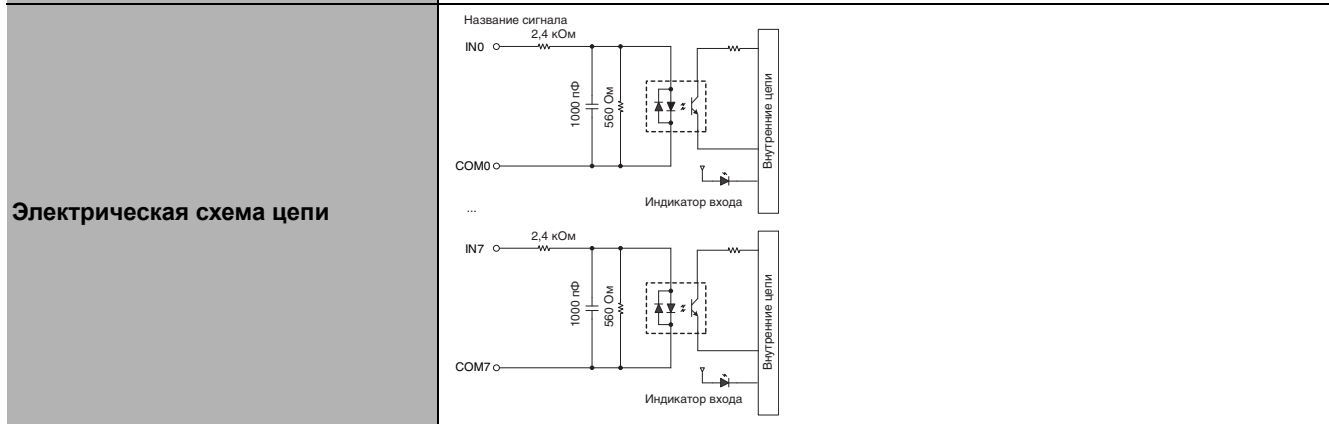 Электрическая схема цепи
Название сигнала
2,4 кОм
IN0
1000 пФ
560 Ом
Внутренние цепи
COM0
Индикатор входа
...
2,4 кОм
IN7
1000 пФ
560 Ом
Внутренние цепи
COM7
Индикатор входа